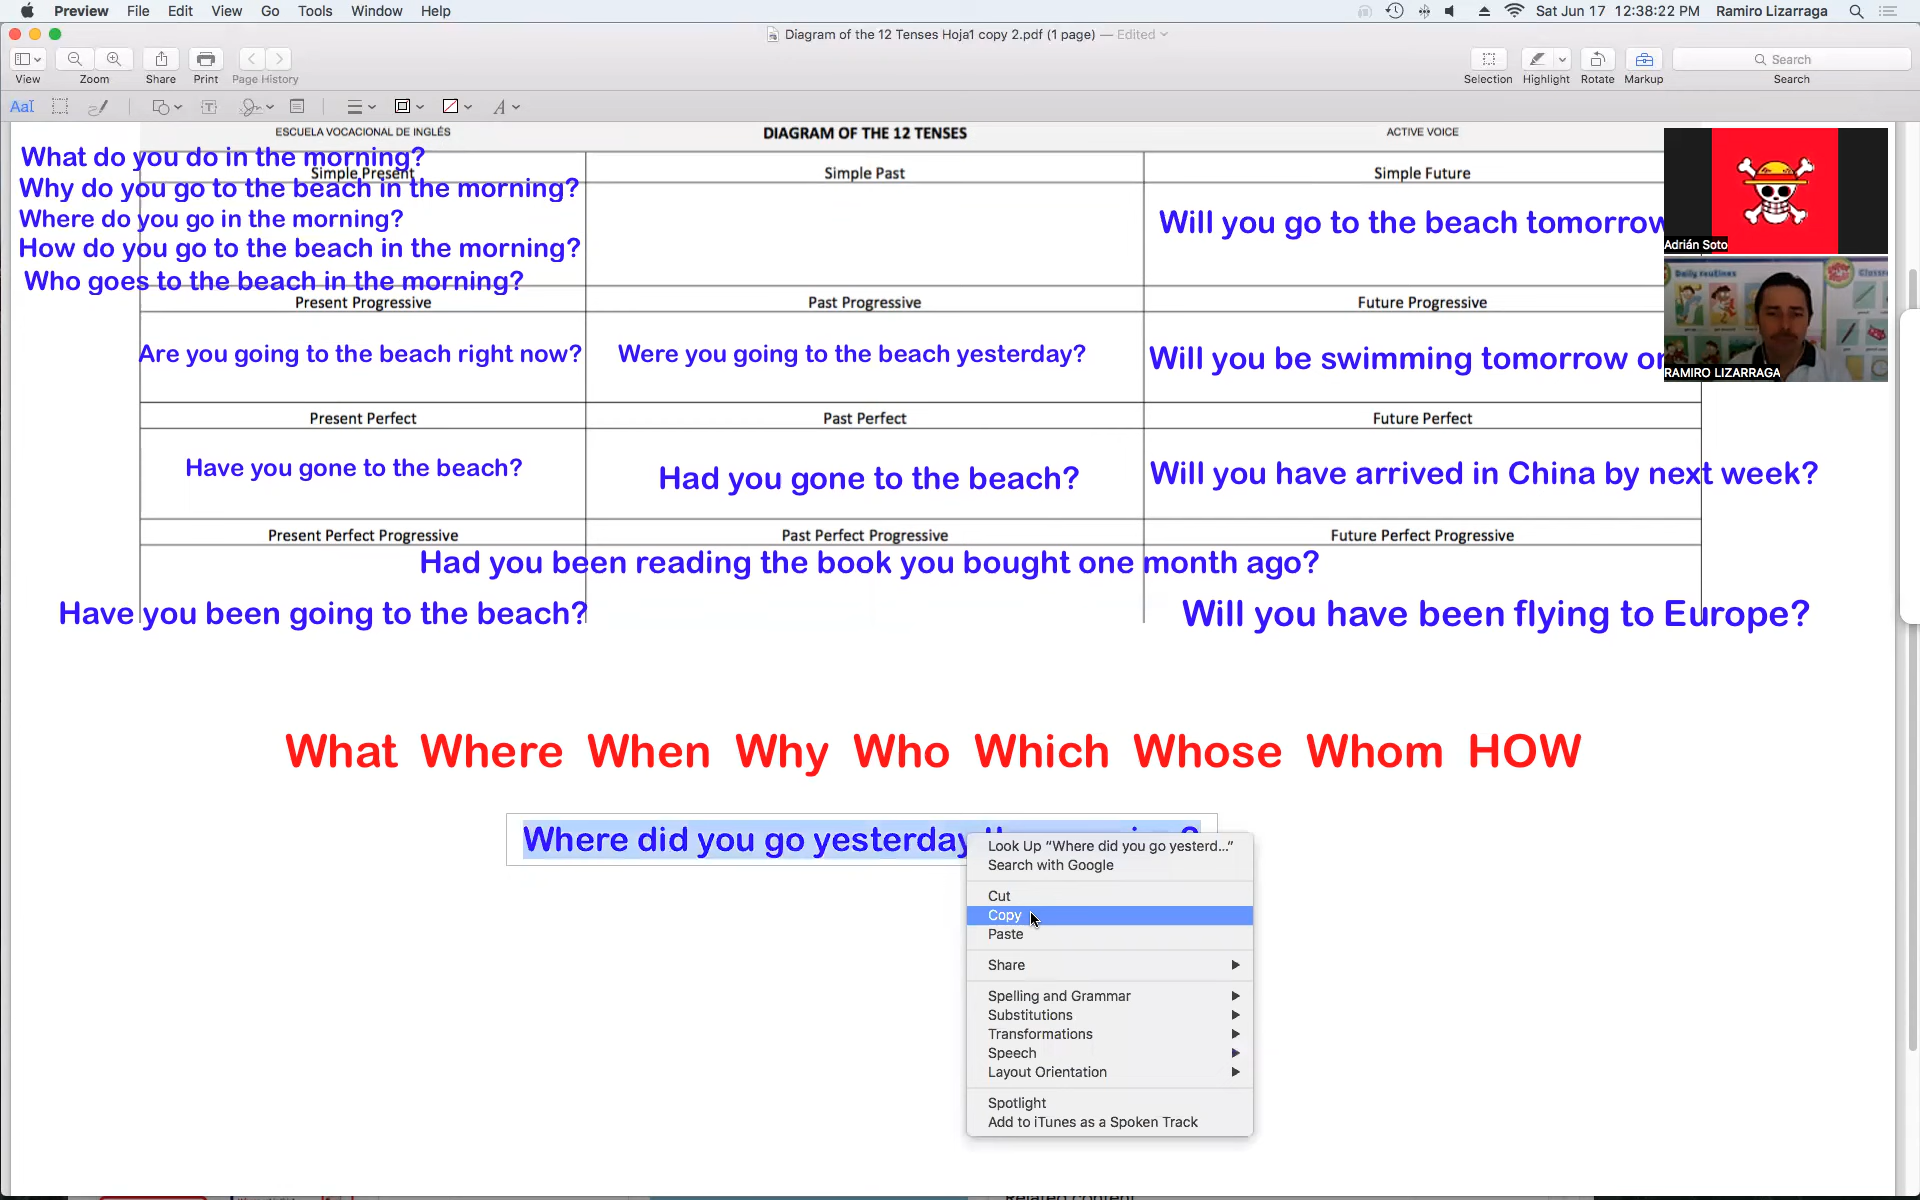 Preview File Edit View Go Tools Window Help Sat Jun 17 12:38:22 PM Ramiro Lizarraga
Diagram of the 12 Tenses Hoja1 copy 2.pdf (1 page) — Edited
View Zoom Share Print Page History Selection Highlight Rotate Markup Search
Search
AaI A
ESCUELA VOCACIONAL DE INGLÉS DIAGRAM OF THE 12 TENSES ACTIVE VOICE
What do you do in the morning?
Simple Present Simple Past Simple Future
Why do you go to the beach in the morning?
Where do you go in the morning?
Will you go to the beach tomorrow
How do you go to the beach in the morning?
Who goes to the beach in the morning?
Adrián Soto
Daily routines
Present Progressive Past Progressive Future Progressive
Are you going to the beach right now? Were you going to the beach yesterday? Will you be swimming tomorrow
RAMIRO LIZARRAGA
Present Perfect Past Perfect Future Perfect
Have you gone to the beach? Had you gone to the beach? Will you have arrived in China by next week?
Present Perfect Progressive Past Perfect Progressive Future Perfect Progressive
Had you been reading the book you bought one month ago?
Have you been going to the beach? Will you have been flying to Europe?
What Where When Why Who Which Whose Whom HOW
Where did you go yesterday
Look Up “Where did you go yesterd...”
Search with Google
Cut
Copy
Paste
Share
Spelling and Grammar
Substitutions
Transformations
Speech
Layout Orientation
Spotlight
Add to iTunes as a Spoken Track